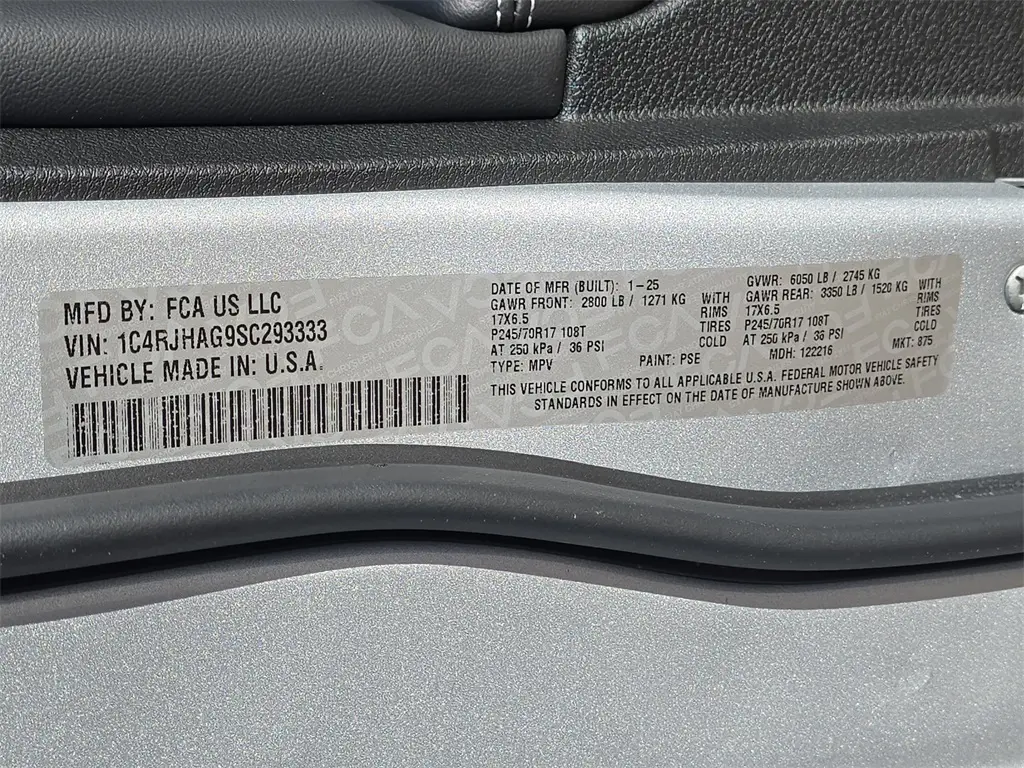 MFD BY: FCA US LLC
VIN: 1C4RJHAG9SC293333
VEHICLE MADE IN: U.S.A.
DATE OF MFR (BUILT): 1-25 GVWR: 6050 LB / 2745 KG
GAWR FRONT: 2800 LB / 1271 KG WITH GAWR REAR: 3350 LB / 1520 KG WITH
17X6.5 RIMS 17X6.5 RIMS
P245/70R17 108T TIRES P245/70R17 108T TIRES
AT 250 kPa / 36 PSI COLD AT 250 kPa / 36 PSI COLD
TYPE: MPV PAINT: PSE MDH: 122216 MKT: 875
THIS VEHICLE CONFORMS TO ALL APPLICABLE U.S.A. FEDERAL MOTOR VEHICLE SAFETY
STANDARDS IN EFFECT ON THE DATE OF MANUFACTURE SHOWN ABOVE.